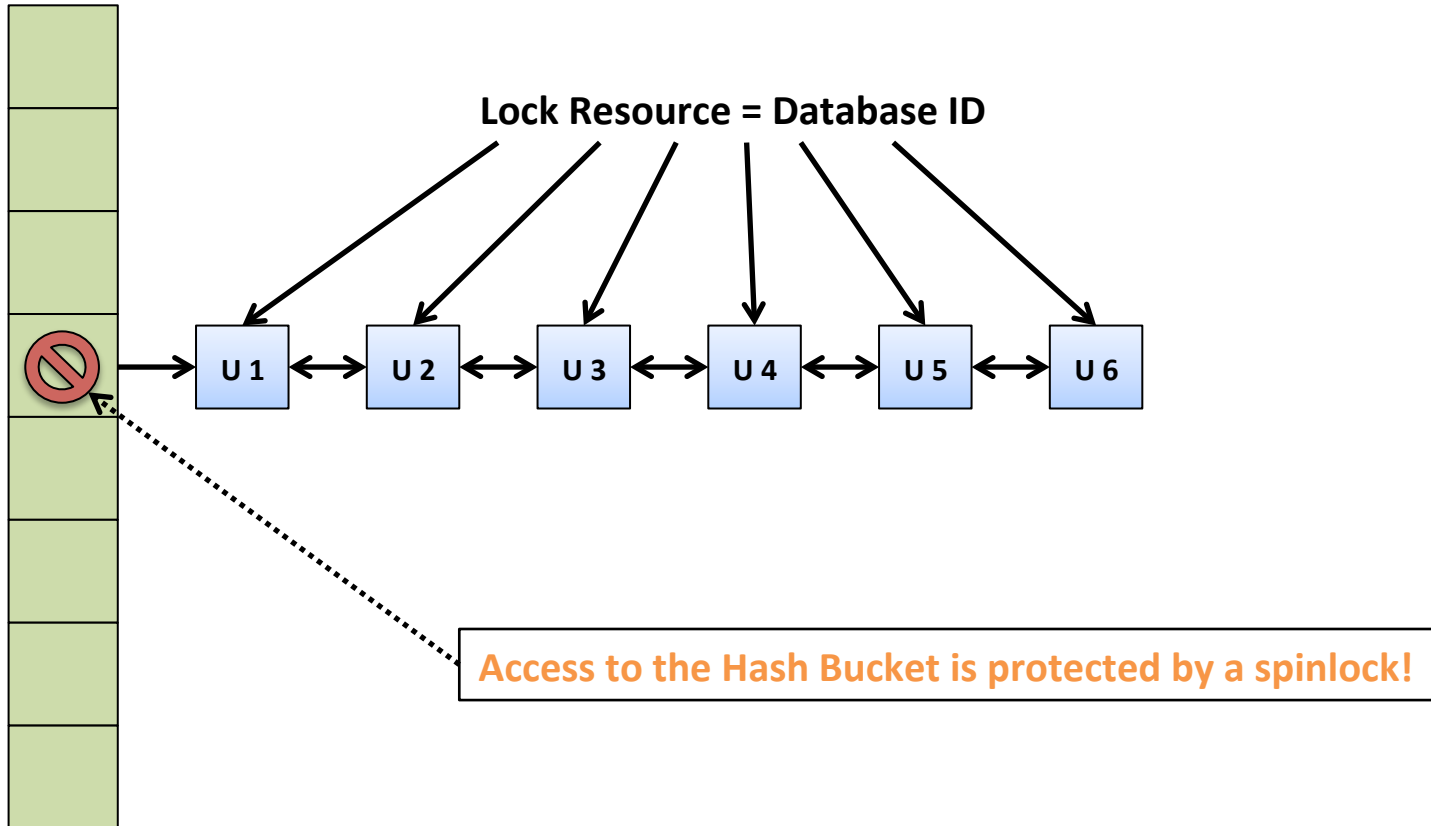 Lock Resource = Database ID
U 1
U 2
U 3
U 4
U 5
U 6
Access to the Hash Bucket is protected by a spinlock!